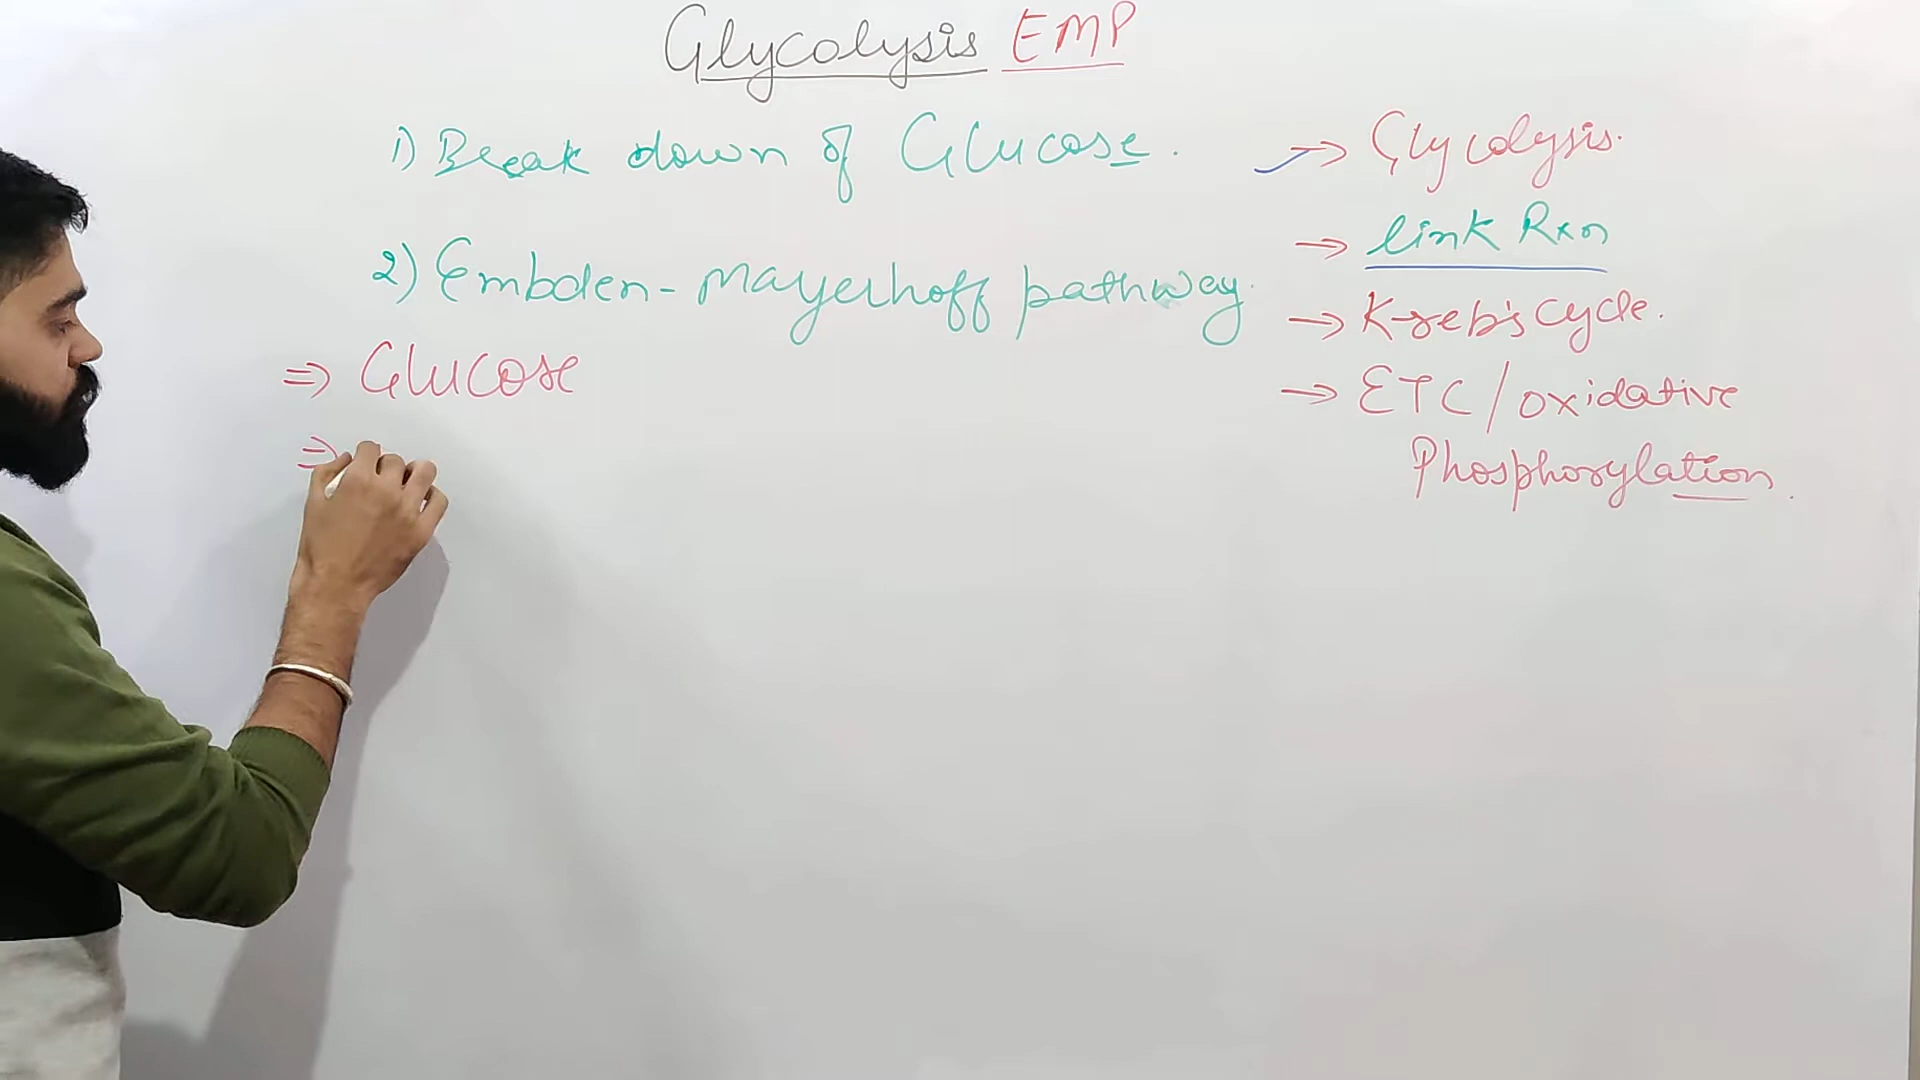 Glycolysis EMP
1) Break down of Glucose.
2) Embden-Mayerhoff pathway.
⇒ Glucose
⇒
→ Glycolysis.
→ link Rxn
→ Kreb's cycle.
→ ETC/oxidative
Phosphorylation.